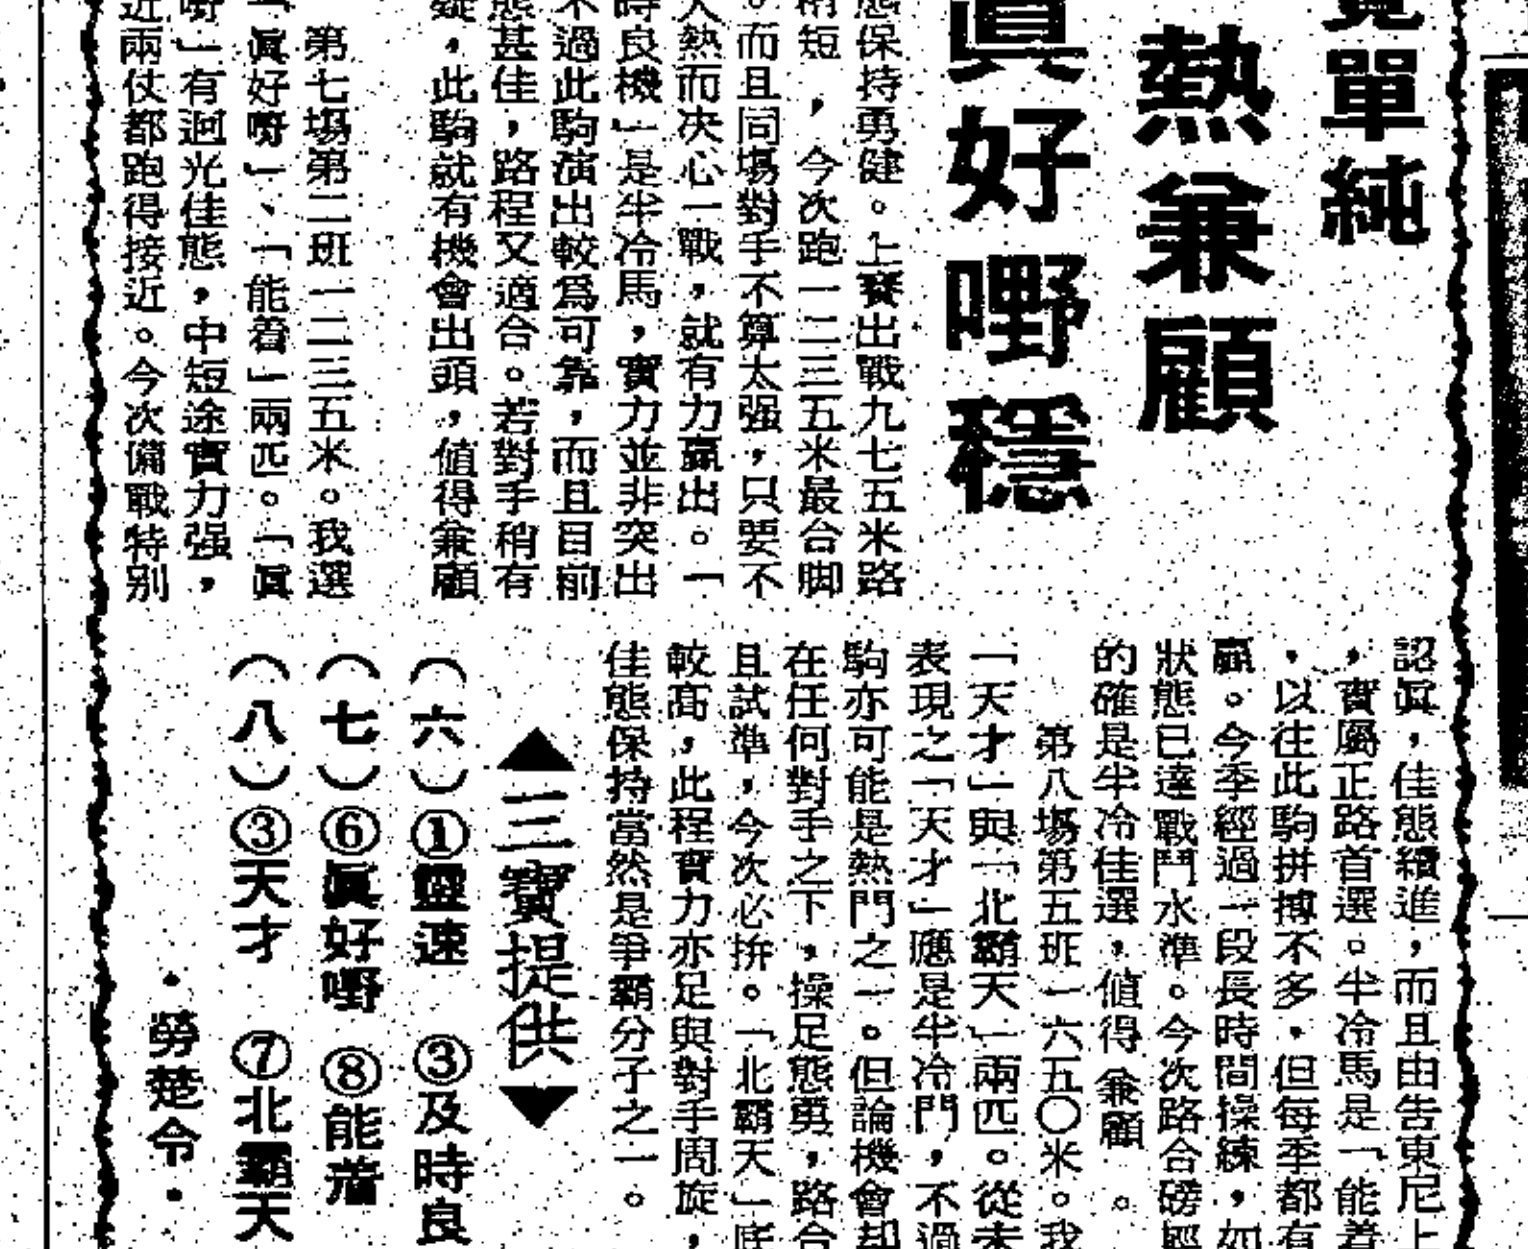 單純
熱兼顧
眞好嘢穩
態保持勇健。上賽出戰九七五米路
稍短，今次跑一二三五米最合脚
。而且同場對手不算太强，只要不
大熱而决心一戰，就有力贏出。「
時良機」是半冷馬，實力並非突出
不過此駒演出較爲可靠，而且目前
態甚佳，路程又適合。若對手稍有
疑，此駒就有機會出頭，値得兼顧
第七場第二班一二三五米。我選
「眞好嘢」、「能着」兩匹。「眞
嘢」有迥光佳態，中短途實力强，
近兩仗都跑得接近。今次備戰特别
認眞，佳態續進，而且由告東尼上
，實屬正路首選。半冷馬是「能着
，以往此駒拼搏不多，但每季都有
贏。今季經過一段長時間操練，如
狀態已達戰鬥水準。今次路合磅輕
的確是半冷佳選，値得兼顧。
第八場第五班一六五〇米。我
「天才」與「北霸天」兩匹。從未
表現之「天才」應是半冷門，不過
駒亦可能是熱門之一。但論機會却
在任何對手之下，操足態勇，路合
且試準，今次必拚。「北霸天」底
較高，此程實力亦足與對手周旋，
佳態保持當然是爭霸分子之一。
▲三寶提供▼
（六）①靈速　③及時良
（七）⑥眞好嘢　⑧能着
（八）③天才　⑦北霸天
・勞楚令・